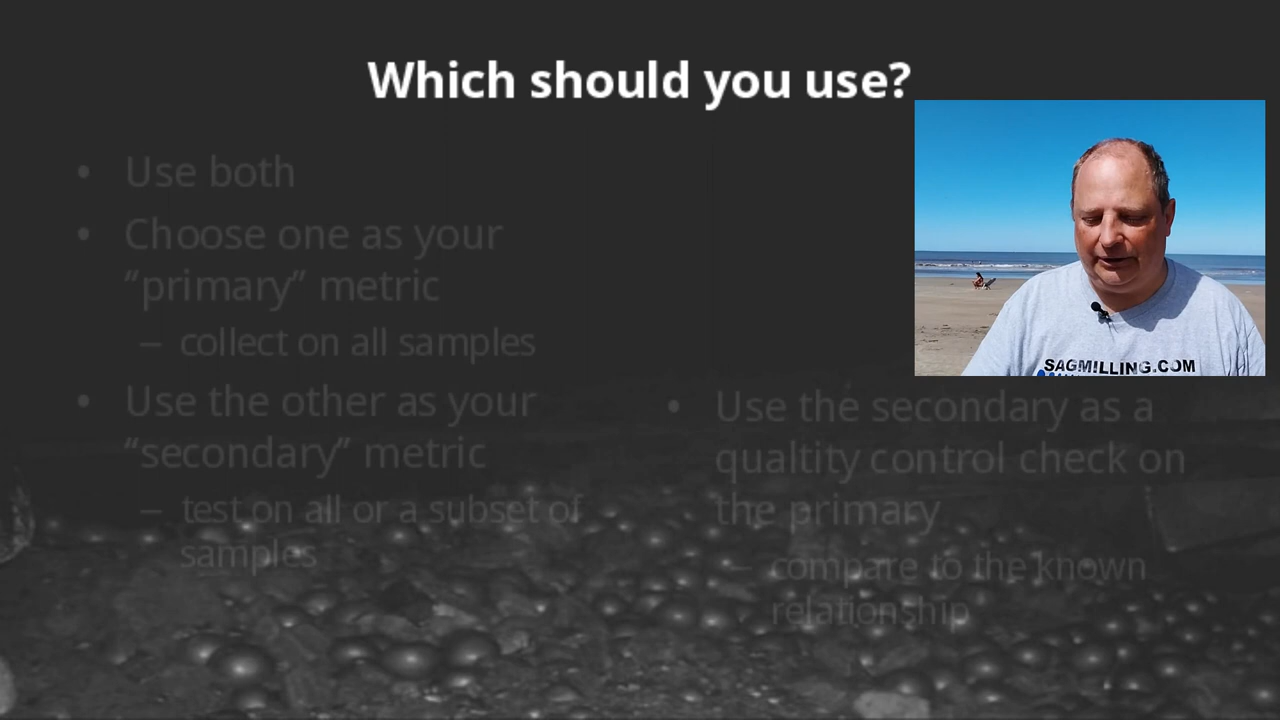 Which should you use?
• Use both
• Choose one as your
“primary” metric
– collect on all samples
• Use the other as your
“secondary” metric
– test on all or a subset of
samples
• Use the secondary as a
qualtity control check on
the primary
– compare to the known
relationship
SAGMILLING.COM